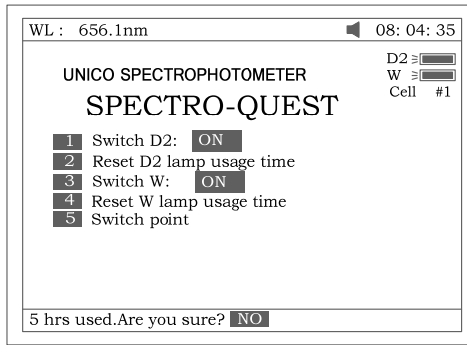 WL : 656.1nm 08: 04: 35
D2
W
Cell #1
UNICO SPECTROPHOTOMETER
SPECTRO-QUEST
1 Switch D2: ON
2 Reset D2 lamp usage time
3 Switch W: ON
4 Reset W lamp usage time
5 Switch point
5 hrs used.Are you sure? NO